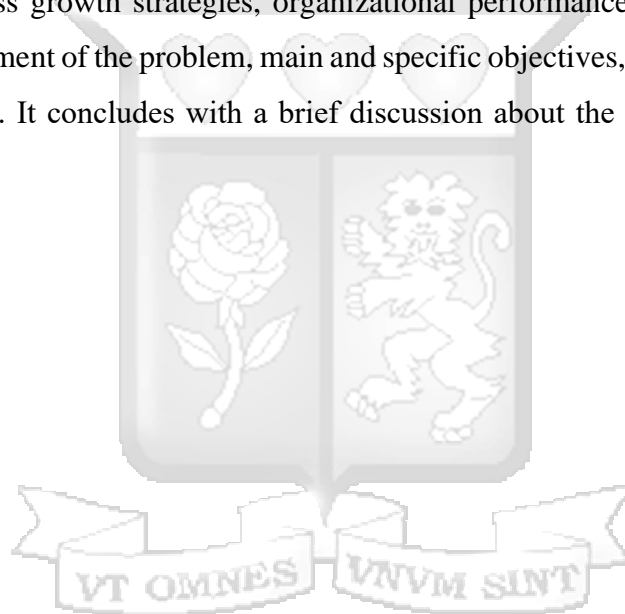 ss growth strategies, organizational performance
ment of the problem, main and specific objectives,
. It concludes with a brief discussion about the
VT OMNES VNVM SINT